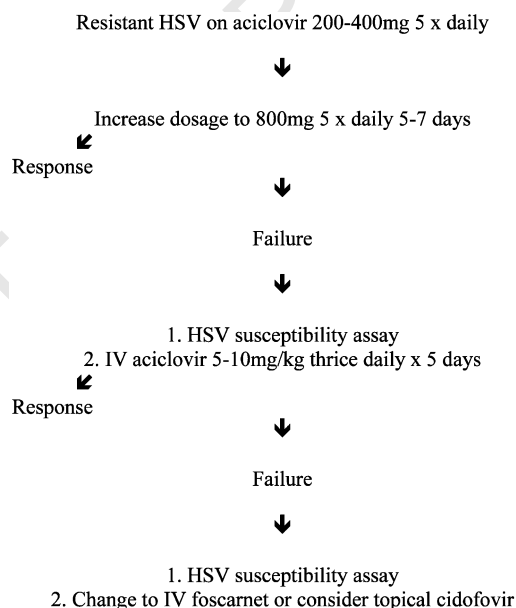 Resistant HSV on aciclovir 200-400mg 5 x daily
Increase dosage to 800mg 5 x daily 5-7 days
Response
Failure
1. HSV susceptibility assay
2. IV aciclovir 5-10mg/kg thrice daily x 5 days
Response
Failure
1. HSV susceptibility assay
2. Change to IV foscarnet or consider topical cidofovir